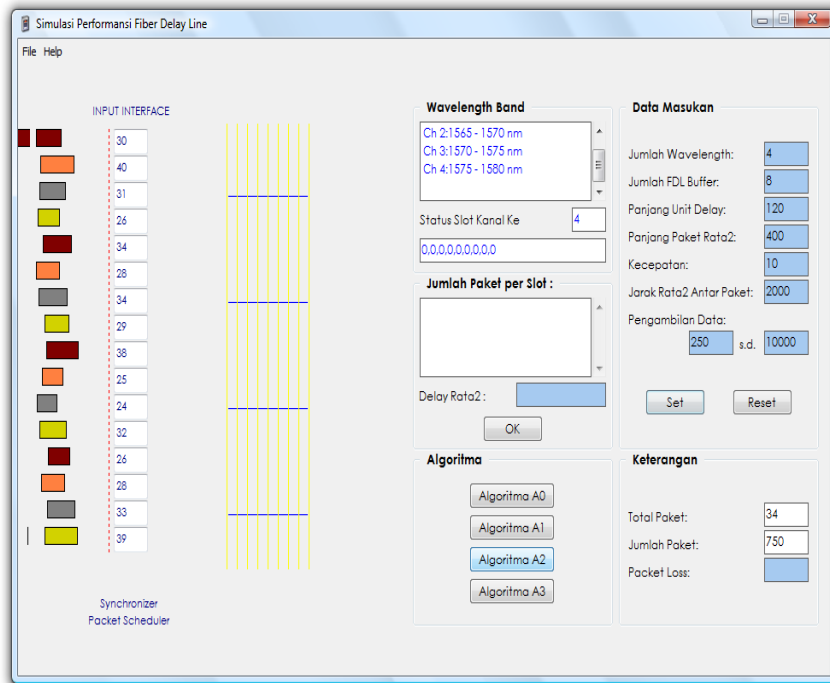 Simulasi Performansi Fiber Delay Line
File Help
INPUT INTERFACE
30
40
31
26
34
28
34
29
38
25
24
32
26
28
33
39
Synchronizer
Packet Scheduler
Wavelength Band
Ch 2:1565 - 1570 nm
Ch 3:1570 - 1575 nm
Ch 4:1575 - 1580 nm
Status Slot Kanal Ke 4
0,0,0,0,0,0,0,0,0
Jumlah Paket per Slot :
Delay Rata2 :
OK
Algoritma
Algoritma A0
Algoritma A1
Algoritma A2
Algoritma A3
Data Masukan
Jumlah Wavelength: 4
Jumlah FDL Buffer: 8
Panjang Unit Delay: 120
Panjang Paket Rata2: 400
Kecepatan: 10
Jarak Rata2 Antar Paket: 2000
Pengambilan Data:
250 s.d. 10000
Set Reset
Keterangan
Total Paket: 34
Jumlah Paket: 750
Packet Loss: